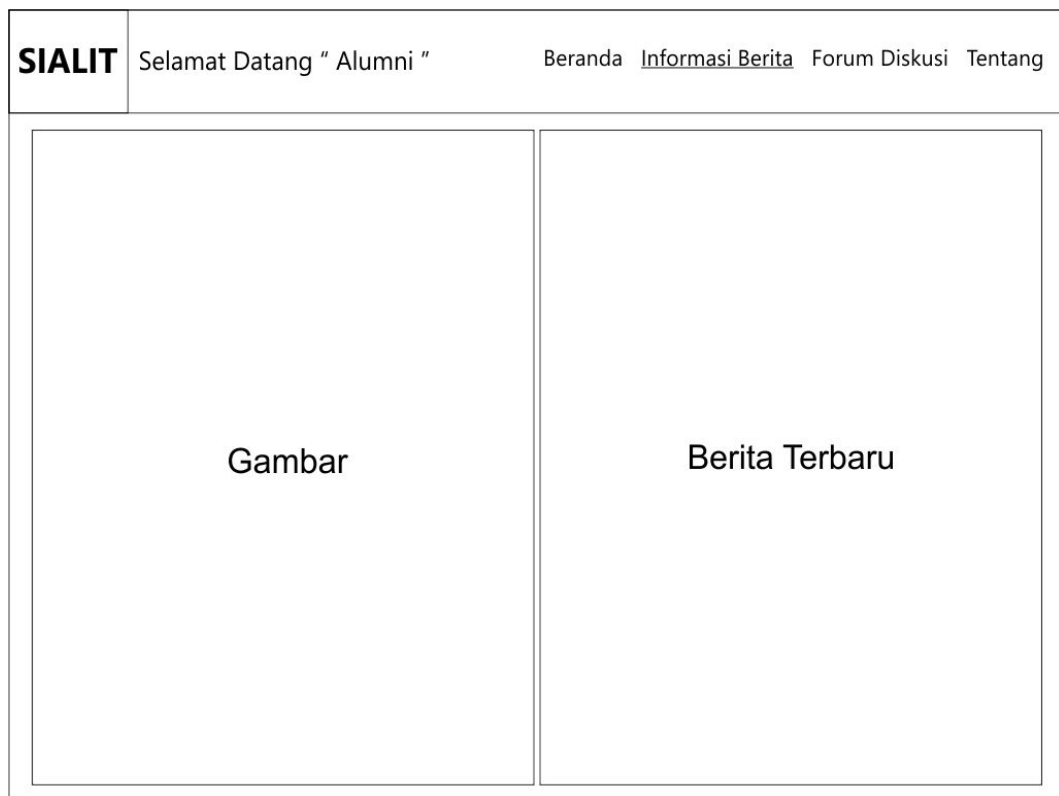 SIALIT
Selamat Datang “ Alumni ”
Beranda Informasi Berita Forum Diskusi Tentang
Gambar
Berita Terbaru